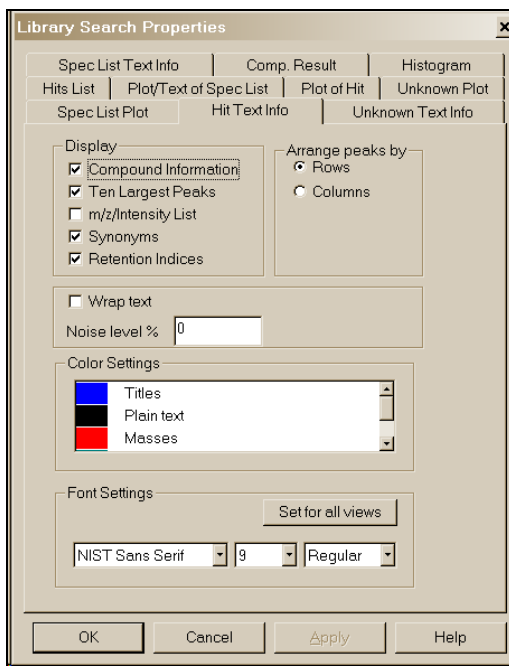 Library Search Properties
Spec List Text Info Comp. Result Histogram
Hits List Plot/Text of Spec List Plot of Hit Unknown Plot
Spec List Plot Hit Text Info Unknown Text Info
Display
Compound Information
Ten Largest Peaks
m/z/Intensity List
Synonyms
Retention Indices
Arrange peaks by
Rows
Columns
Wrap text
Noise level % 0
Color Settings
Titles
Plain text
Masses
Font Settings
Set for all views
NIST Sans Serif 9 Regular
OK Cancel Apply Help